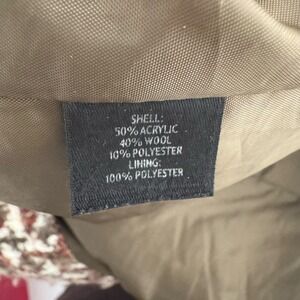 SHELL:
50% ACRYLIC
40% WOOL
10% POLYESTER
LINING:
100% POLYESTER